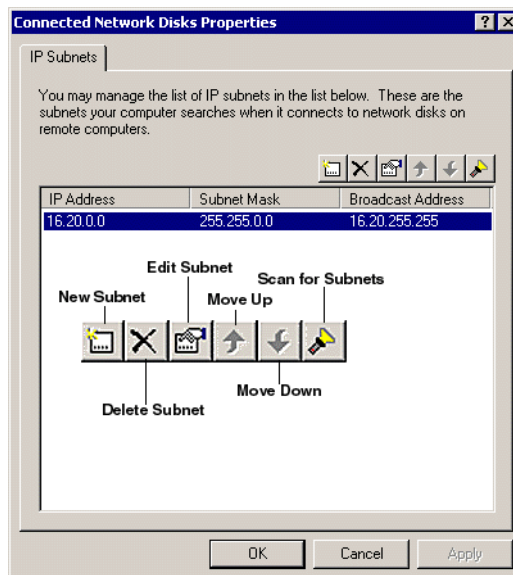 Connected Network Disks Properties
IP Subnets
You may manage the list of IP subnets in the list below. These are the
subnets your computer searches when it connects to network disks on
remote computers.
IP Address Subnet Mask Broadcast Address
16.20.0.0 255.255.0.0 16.20.255.255
Edit Subnet
Scan for Subnets
New Subnet
Move Up
Move Down
Delete Subnet
OK Cancel Apply